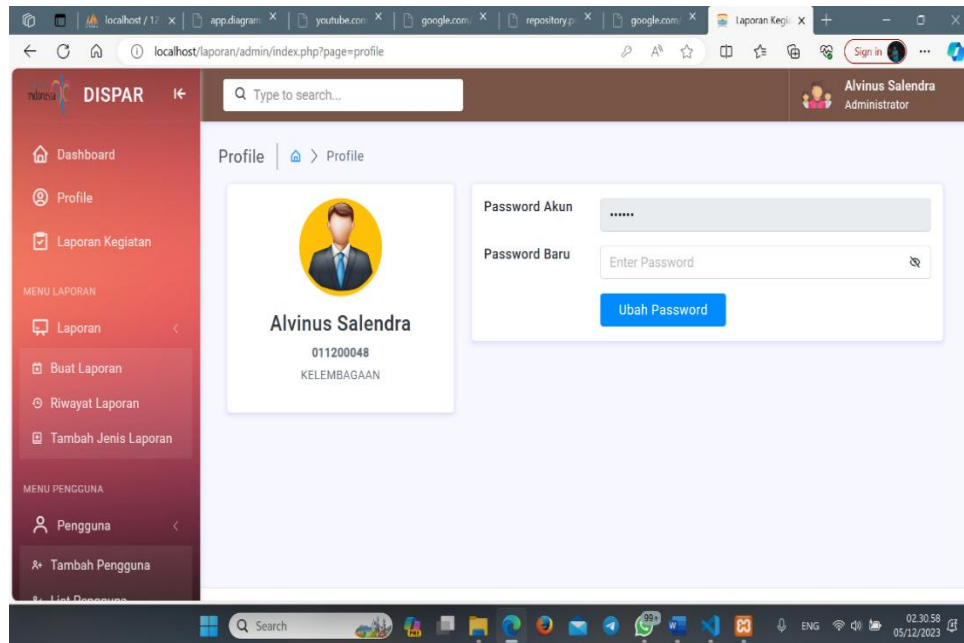 localhost / 12
app.diagram
youtube.com
google.com/
repository.p
google.com/
Laporan Kegi
localhost/laporan/admin/index.php?page=profile
Sign in
DISPAR
Type to search...
Alvinus Salendra
Administrator
Dashboard
Profile
Laporan Kegiatan
MENU LAPORAN
Laporan
Buat Laporan
Riwayat Laporan
Tambah Jenis Laporan
MENU PENGGUNA
Pengguna
Tambah Pengguna
List Pengguna
Profile
Profile
Alvinus Salendra
011200048
KELEMBAGAAN
Password Akun
Password Baru
Enter Password
Ubah Password
Search
99+
ENG
02.30.58
05/12/2023